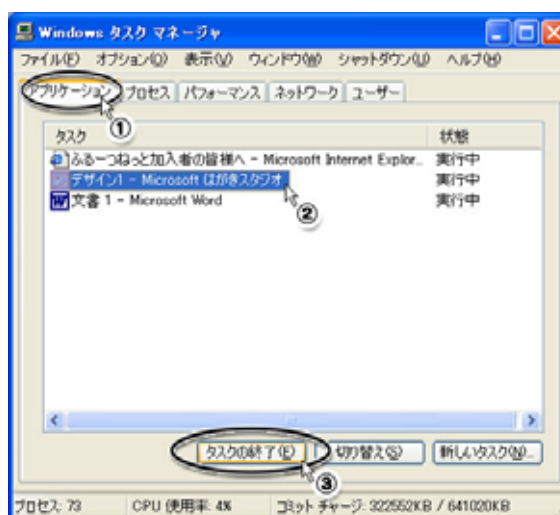 Windows タスク マネージャ
ファイル(F) オプション(O) 表示(V) ウィンドウ(W) シャットダウン(U) ヘルプ(H)
アプリケーション プロセス パフォーマンス ネットワーク ユーザー
①
タスク 状態
ふるーつねっと加入者の皆様へ - Microsoft Internet Explor... 実行中
デザイン1 - Microsoft はがきスタジオ 実行中
②
文書 1 - Microsoft Word 実行中
タスクの終了(E) 切り替え(S) 新しいタスク(N)...
③
プロセス: 73 CPU 使用率: 4% コミット チャージ: 322552KB / 641020KB